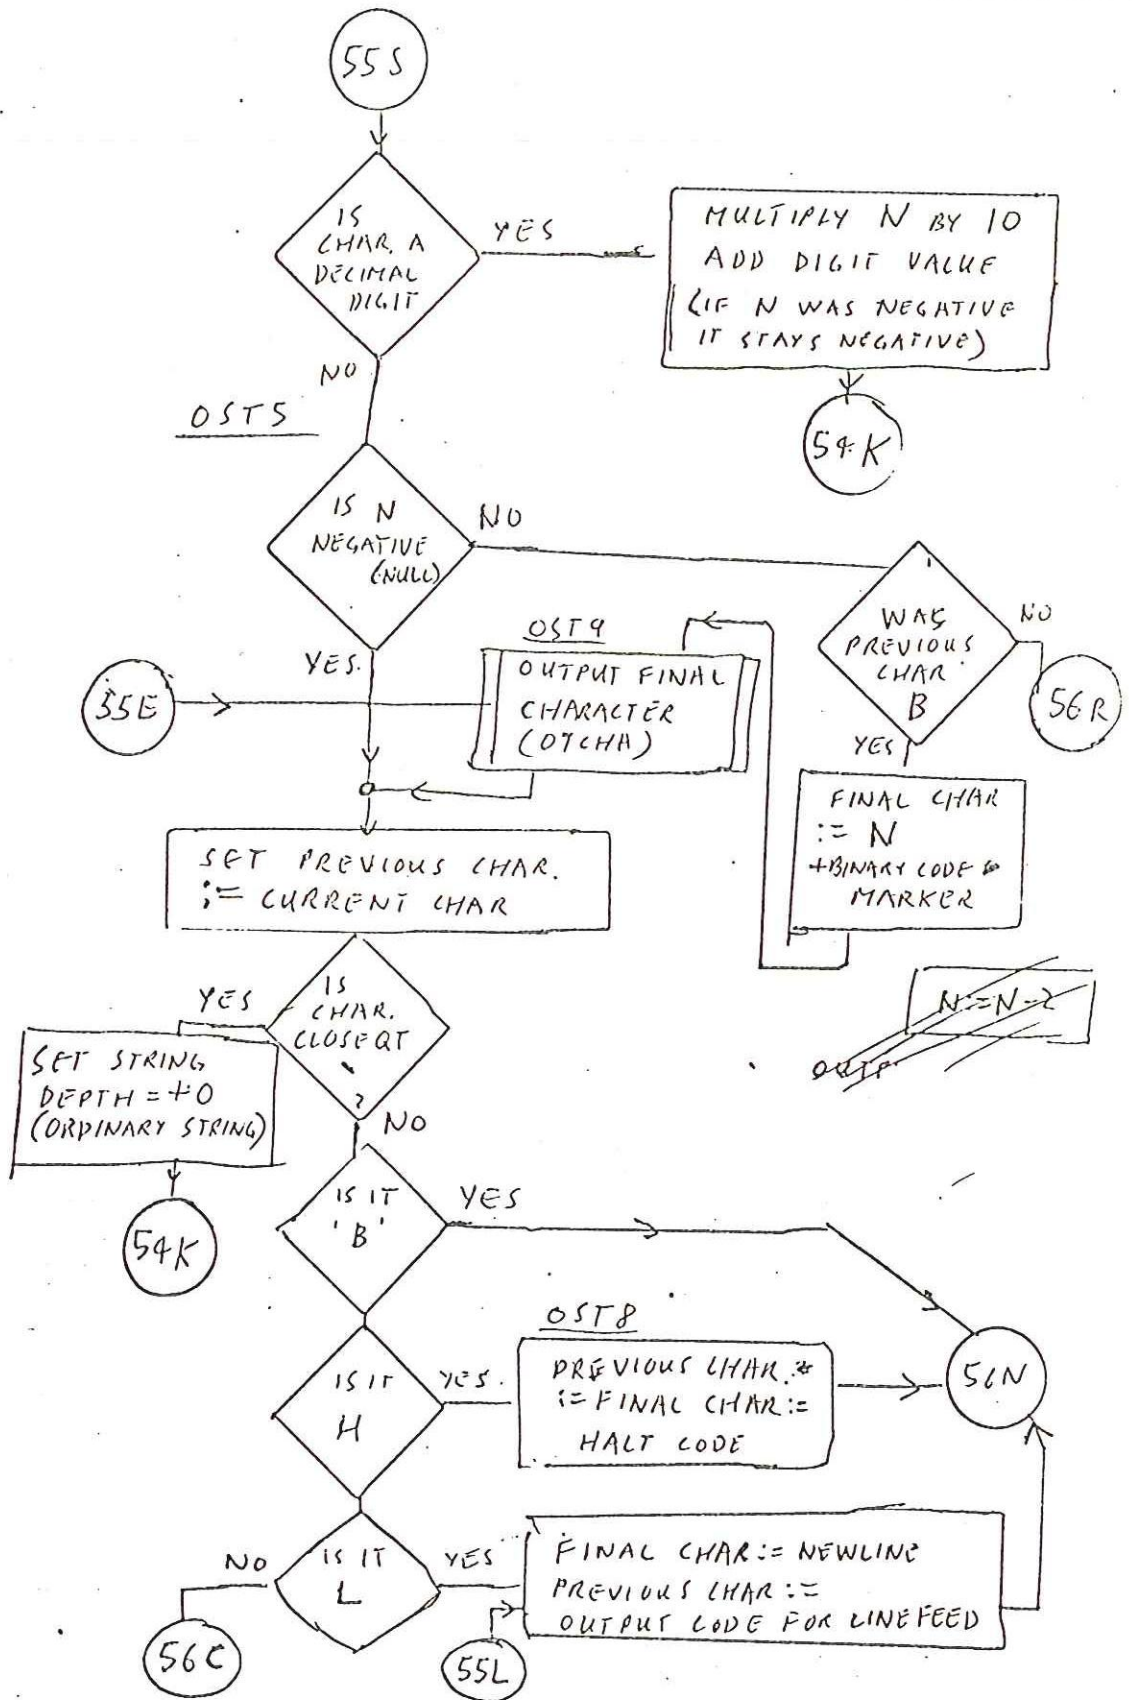 55S
IS
CHAR. A
DECIMAL
DIGIT
YES
MULTIPLY N BY 10
ADD DIGIT VALUE
(IF N WAS NEGATIVE
IT STAYS NEGATIVE)
54K
NO
OST5
IS N
NEGATIVE
(NULL)
NO
WAS
PREVIOUS
CHAR
B
NO
56R
YES
YES.
55E
OST9
OUTPUT FINAL
CHARACTER
(OTCHA)
FINAL CHAR
:= N
+BINARY CODE
MARKER
SET PREVIOUS CHAR.
:= CURRENT CHAR
N:=N-2
OUTP
IS
CHAR.
CLOSEQT
?
YES
SET STRING
DEPTH = +0
(ORDINARY STRING)
54K
NO
IS IT
'B'
YES
56N
IS IT
H
YES.
OST8
PREVIOUS CHAR.
:= FINAL CHAR :=
HALT CODE
IS IT
L
NO
56C
YES
FINAL CHAR := NEWLINE
PREVIOUS CHAR :=
OUTPUT CODE FOR LINEFEED
55L